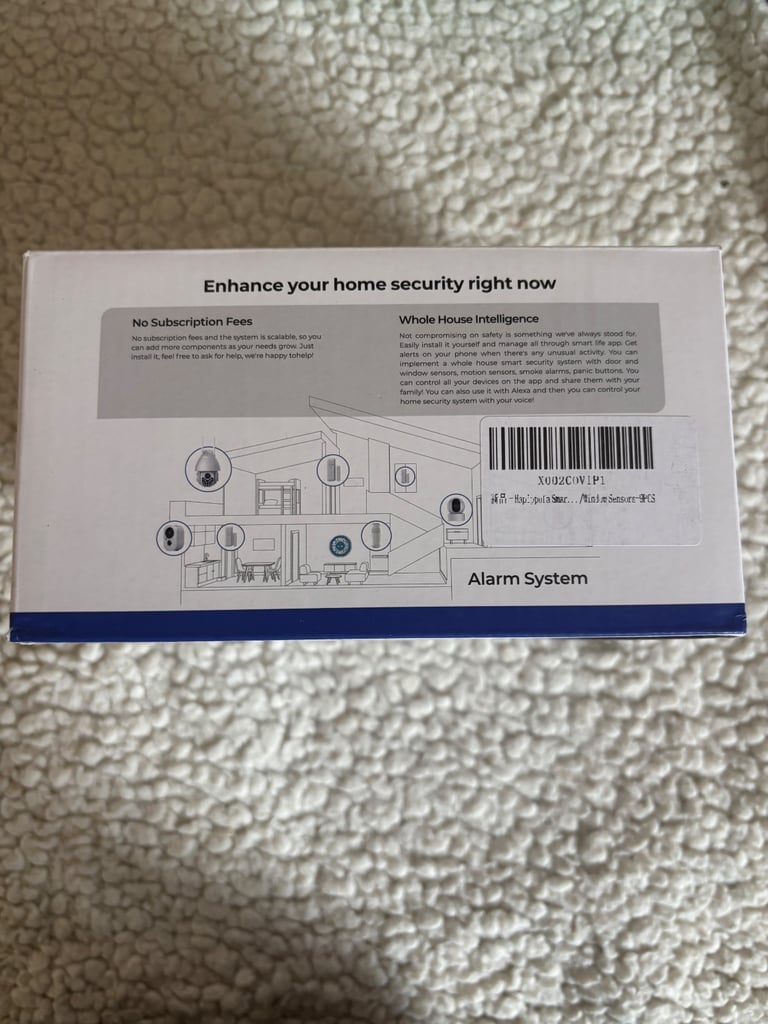 Enhance your home security right now
No Subscription Fees
No subscription fees and the system is scalable, so you
can add more components as your needs grow. Just
install it, feel free to ask for help, we're happy tohelp!
Whole House Intelligence
Not compromising on safety is something we've always stood for.
Easily install it yourself and manage all through smart life app. Get
alerts on your phone when there's any unusual activity. You can
implement a whole house smart security system with door and
window sensors, motion sensors, smoke alarms, panic buttons. You
can control all your devices on the app and share them with your
family! You can also use it with Alexa and then you can control your
home security system with your voice!
X002C0VIP1
Alarm System